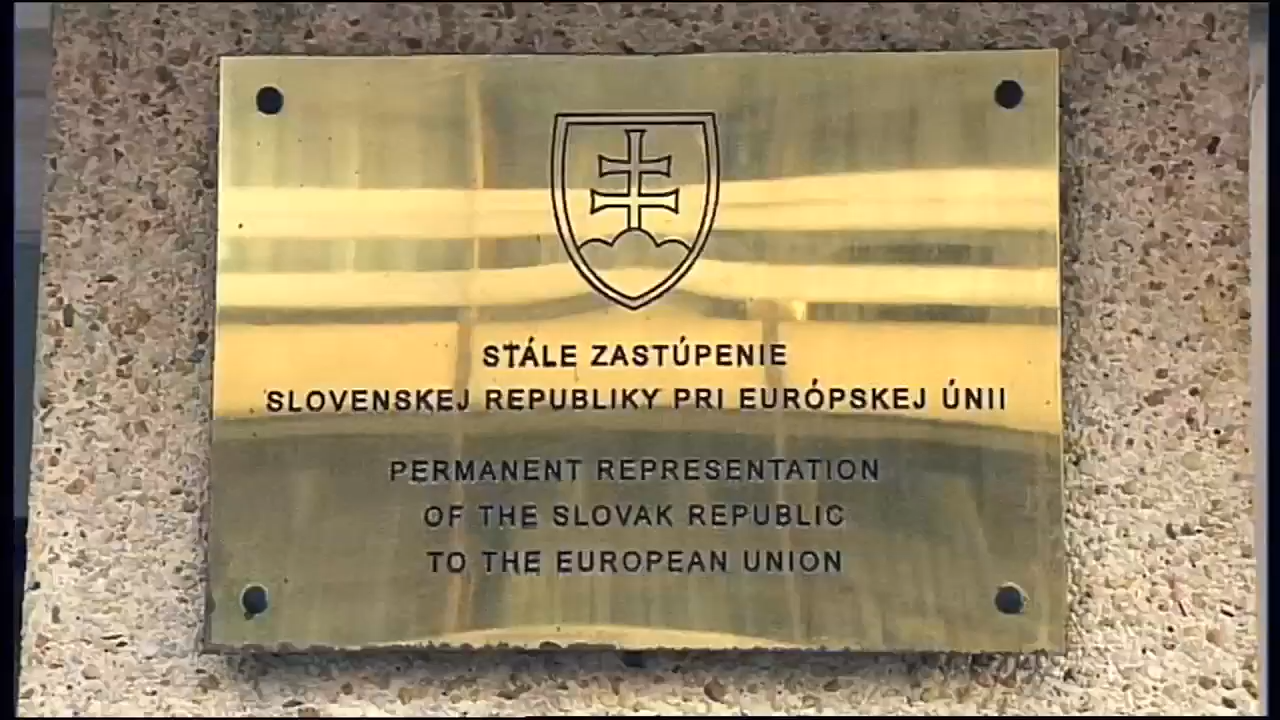 STÁLE ZASTÚPENIE
SLOVENSKEJ REPUBLIKY PRI EURÓPSKEJ ÚNII
PERMANENT REPRESENTATION
OF THE SLOVAK REPUBLIC
TO THE EUROPEAN UNION